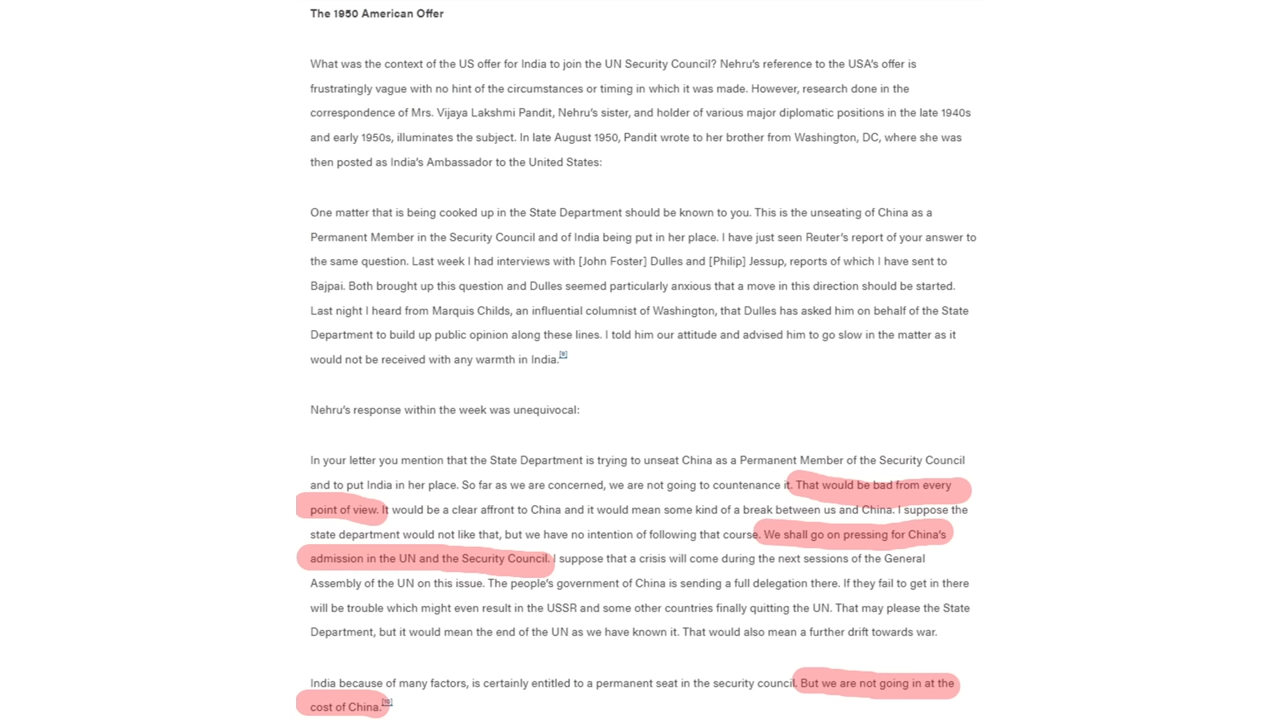 The 1950 American Offer
What was the context of the US offer for India to join the UN Security Council? Nehru's reference to the USA's offer is
frustratingly vague with no hint of the circumstances or timing in which it was made. However, research done in the
correspondence of Mrs. Vijaya Lakshmi Pandit, Nehru's sister, and holder of various major diplomatic positions in the late 1940s
and early 1950s, illuminates the subject. In late August 1950, Pandit wrote to her brother from Washington, DC, where she was
then posted as India's Ambassador to the United States:
One matter that is being cooked up in the State Department should be known to you. This is the unseating of China as a
Permanent Member in the Security Council and of India being put in her place. I have just seen Reuter's report of your answer to
the same question. Last week I had interviews with [John Foster] Dulles and [Philip] Jessup, reports of which I have sent to
Bajpai. Both brought up this question and Dulles seemed particularly anxious that a move in this direction should be started.
Last night I heard from Marquis Childs, an influential columnist of Washington, that Dulles has asked him on behalf of the State
Department to build up public opinion along these lines. I told him our attitude and advised him to go slow in the matter as it
would not be received with any warmth in India.[9]
Nehru's response within the week was unequivocal:
In your letter you mention that the State Department is trying to unseat China as a Permanent Member of the Security Council
and to put India in her place. So far as we are concerned, we are not going to countenance it. That would be bad from every
point of view. It would be a clear affront to China and it would mean some kind of a break between us and China. I suppose the
state department would not like that, but we have no intention of following that course. We shall go on pressing for China's
admission in the UN and the Security Council. I suppose that a crisis will come during the next sessions of the General
Assembly of the UN on this issue. The people's government of China is sending a full delegation there. If they fail to get in there
will be trouble which might even result in the USSR and some other countries finally quitting the UN. That may please the State
Department, but it would mean the end of the UN as we have known it. That would also mean a further drift towards war.
India because of many factors, is certainly entitled to a permanent seat in the security council. But we are not going in at the
cost of China.[10]